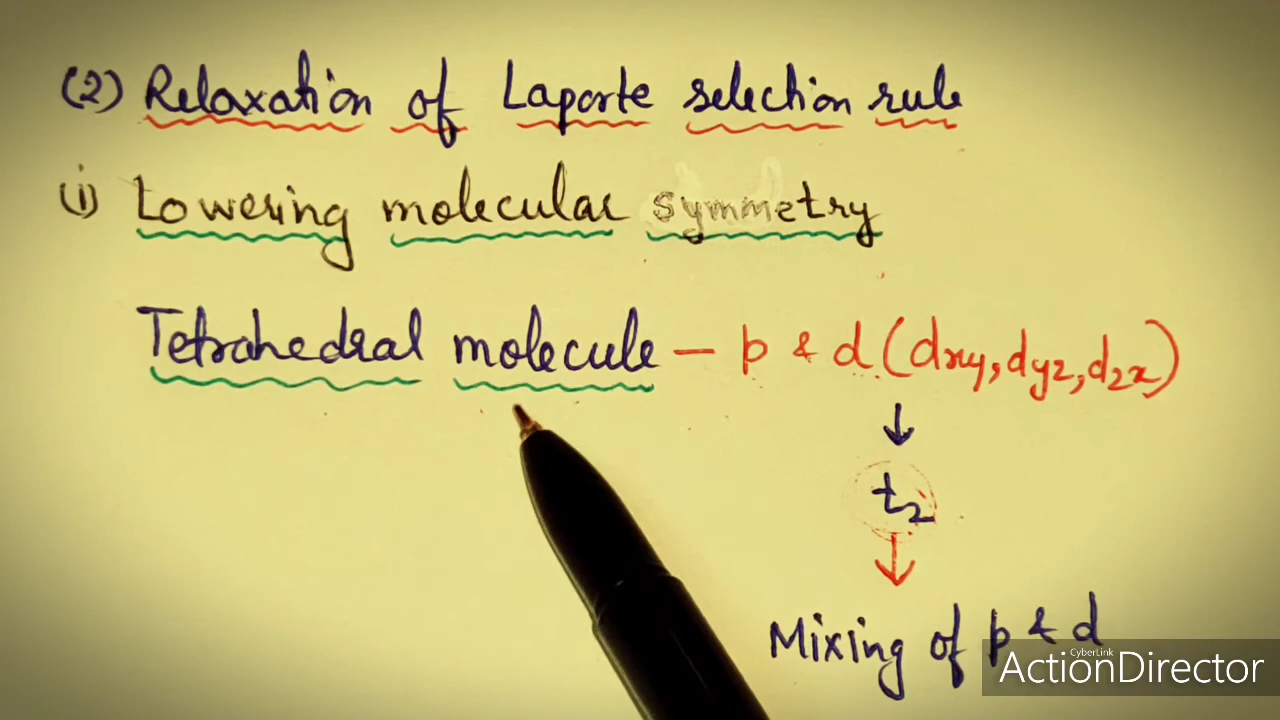 (2) Relaxation of Laporte selection rule
(i) Lowering molecular symmetry
Tetrahedral molecule – p & d (dxy, dyz, dzx)
↓
t2
↓
Mixing of p & d
CyberLink
ActionDirector